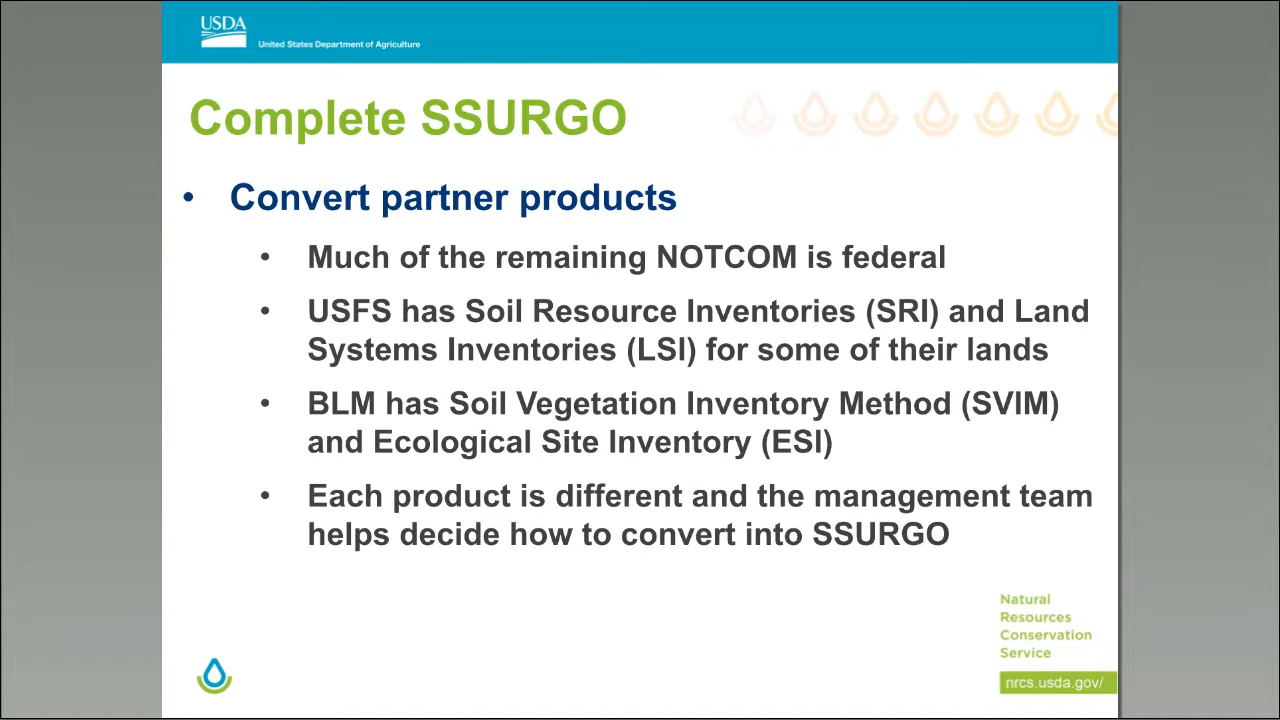 USDA
United States Department of Agriculture
Complete SSURGO
• Convert partner products
• Much of the remaining NOTCOM is federal
• USFS has Soil Resource Inventories (SRI) and Land
Systems Inventories (LSI) for some of their lands
• BLM has Soil Vegetation Inventory Method (SVIM)
and Ecological Site Inventory (ESI)
• Each product is different and the management team
helps decide how to convert into SSURGO
Natural
Resources
Conservation
Service
nrcs.usda.gov/